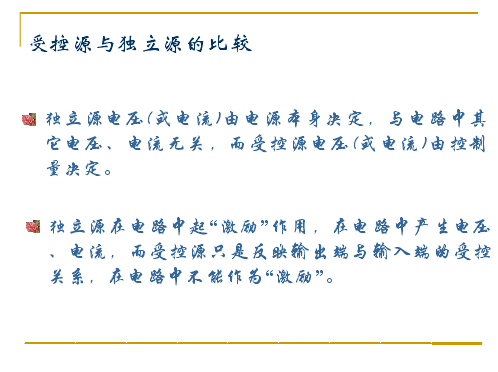 受控源与独立源的比较
独立源电压(或电流)由电源本身决定，与电路中其
它电压、电流无关，而受控源电压(或电流)由控制
量决定。
独立源在电路中起“激励”作用，在电路中产生电压
、电流，而受控源只是反映输出端与输入端的受控
关系，在电路中不能作为“激励”。